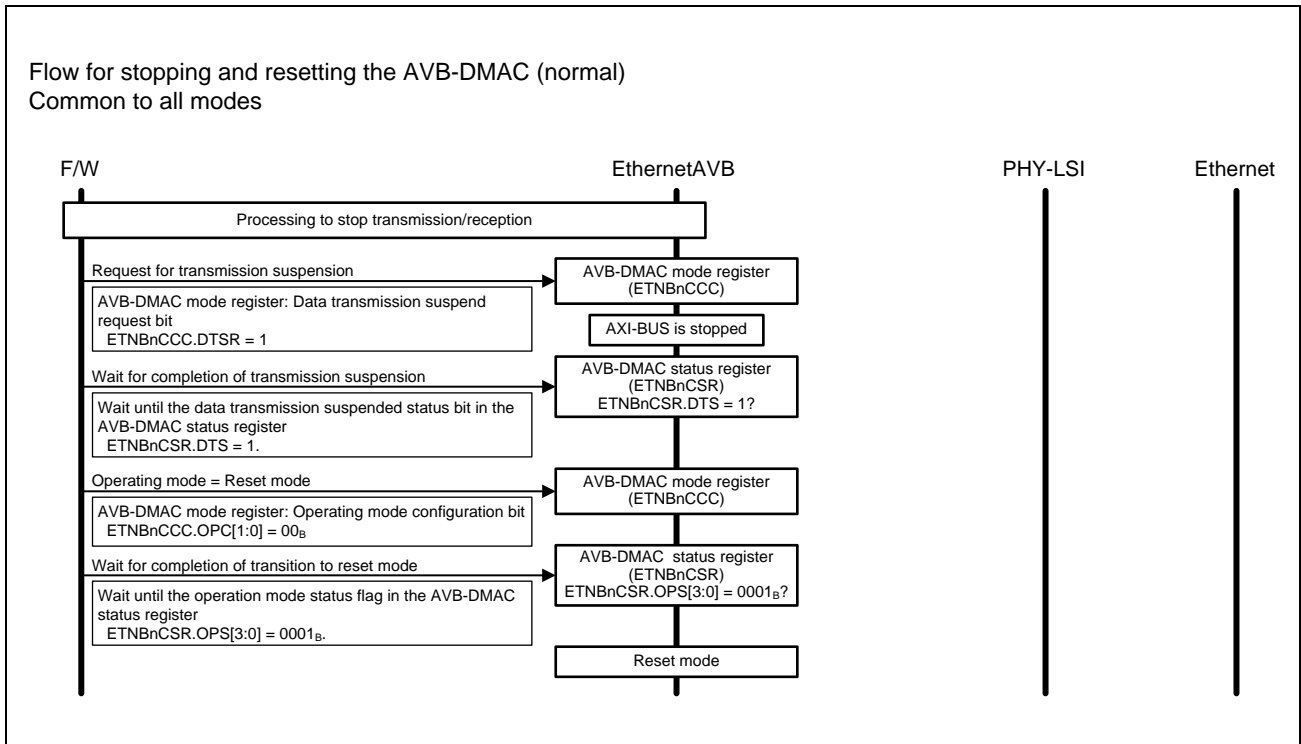 Flow for stopping and resetting the AVB-DMAC (normal)
Common to all modes
F/W
EthernetAVB
PHY-LSI
Ethernet
Processing to stop transmission/reception
Request for transmission suspension
AVB-DMAC mode register: Data transmission suspend
request bit
ETNBnCCC.DTSR = 1
AVB-DMAC mode register
(ETNBnCCC)
AXI-BUS is stopped
Wait for completion of transmission suspension
Wait until the data transmission suspended status bit in the
AVB-DMAC status register
ETNBnCSR.DTS = 1.
AVB-DMAC status register
(ETNBnCSR)
ETNBnCSR.DTS = 1?
Operating mode = Reset mode
AVB-DMAC mode register: Operating mode configuration bit
ETNBnCCC.OPC[1:0] = 00B
AVB-DMAC mode register
(ETNBnCCC)
Wait for completion of transition to reset mode
Wait until the operation mode status flag in the AVB-DMAC
status register
ETNBnCSR.OPS[3:0] = 0001B.
AVB-DMAC status register
(ETNBnCSR)
ETNBnCSR.OPS[3:0] = 0001B?
Reset mode